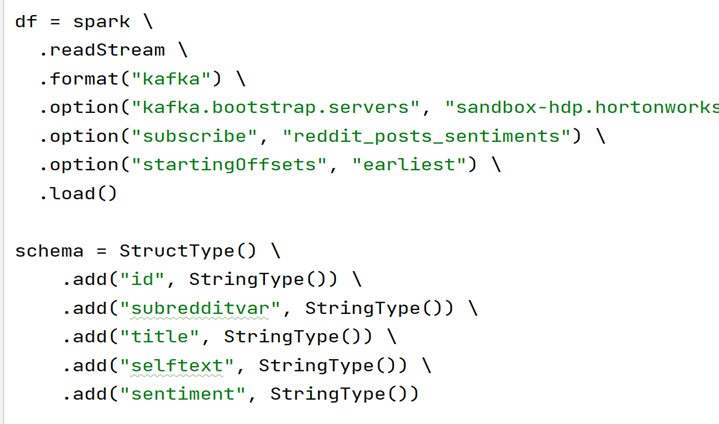 df = spark \
  .readStream \
  .format("kafka") \
  .option("kafka.bootstrap.servers", "sandbox-hdp.hortonworks
  .option("subscribe", "reddit_posts_sentiments") \
  .option("startingOffsets", "earliest") \
  .load()

schema = StructType() \
    .add("id", StringType()) \
    .add("subredditvar", StringType()) \
    .add("title", StringType()) \
    .add("selftext", StringType()) \
    .add("sentiment", StringType())